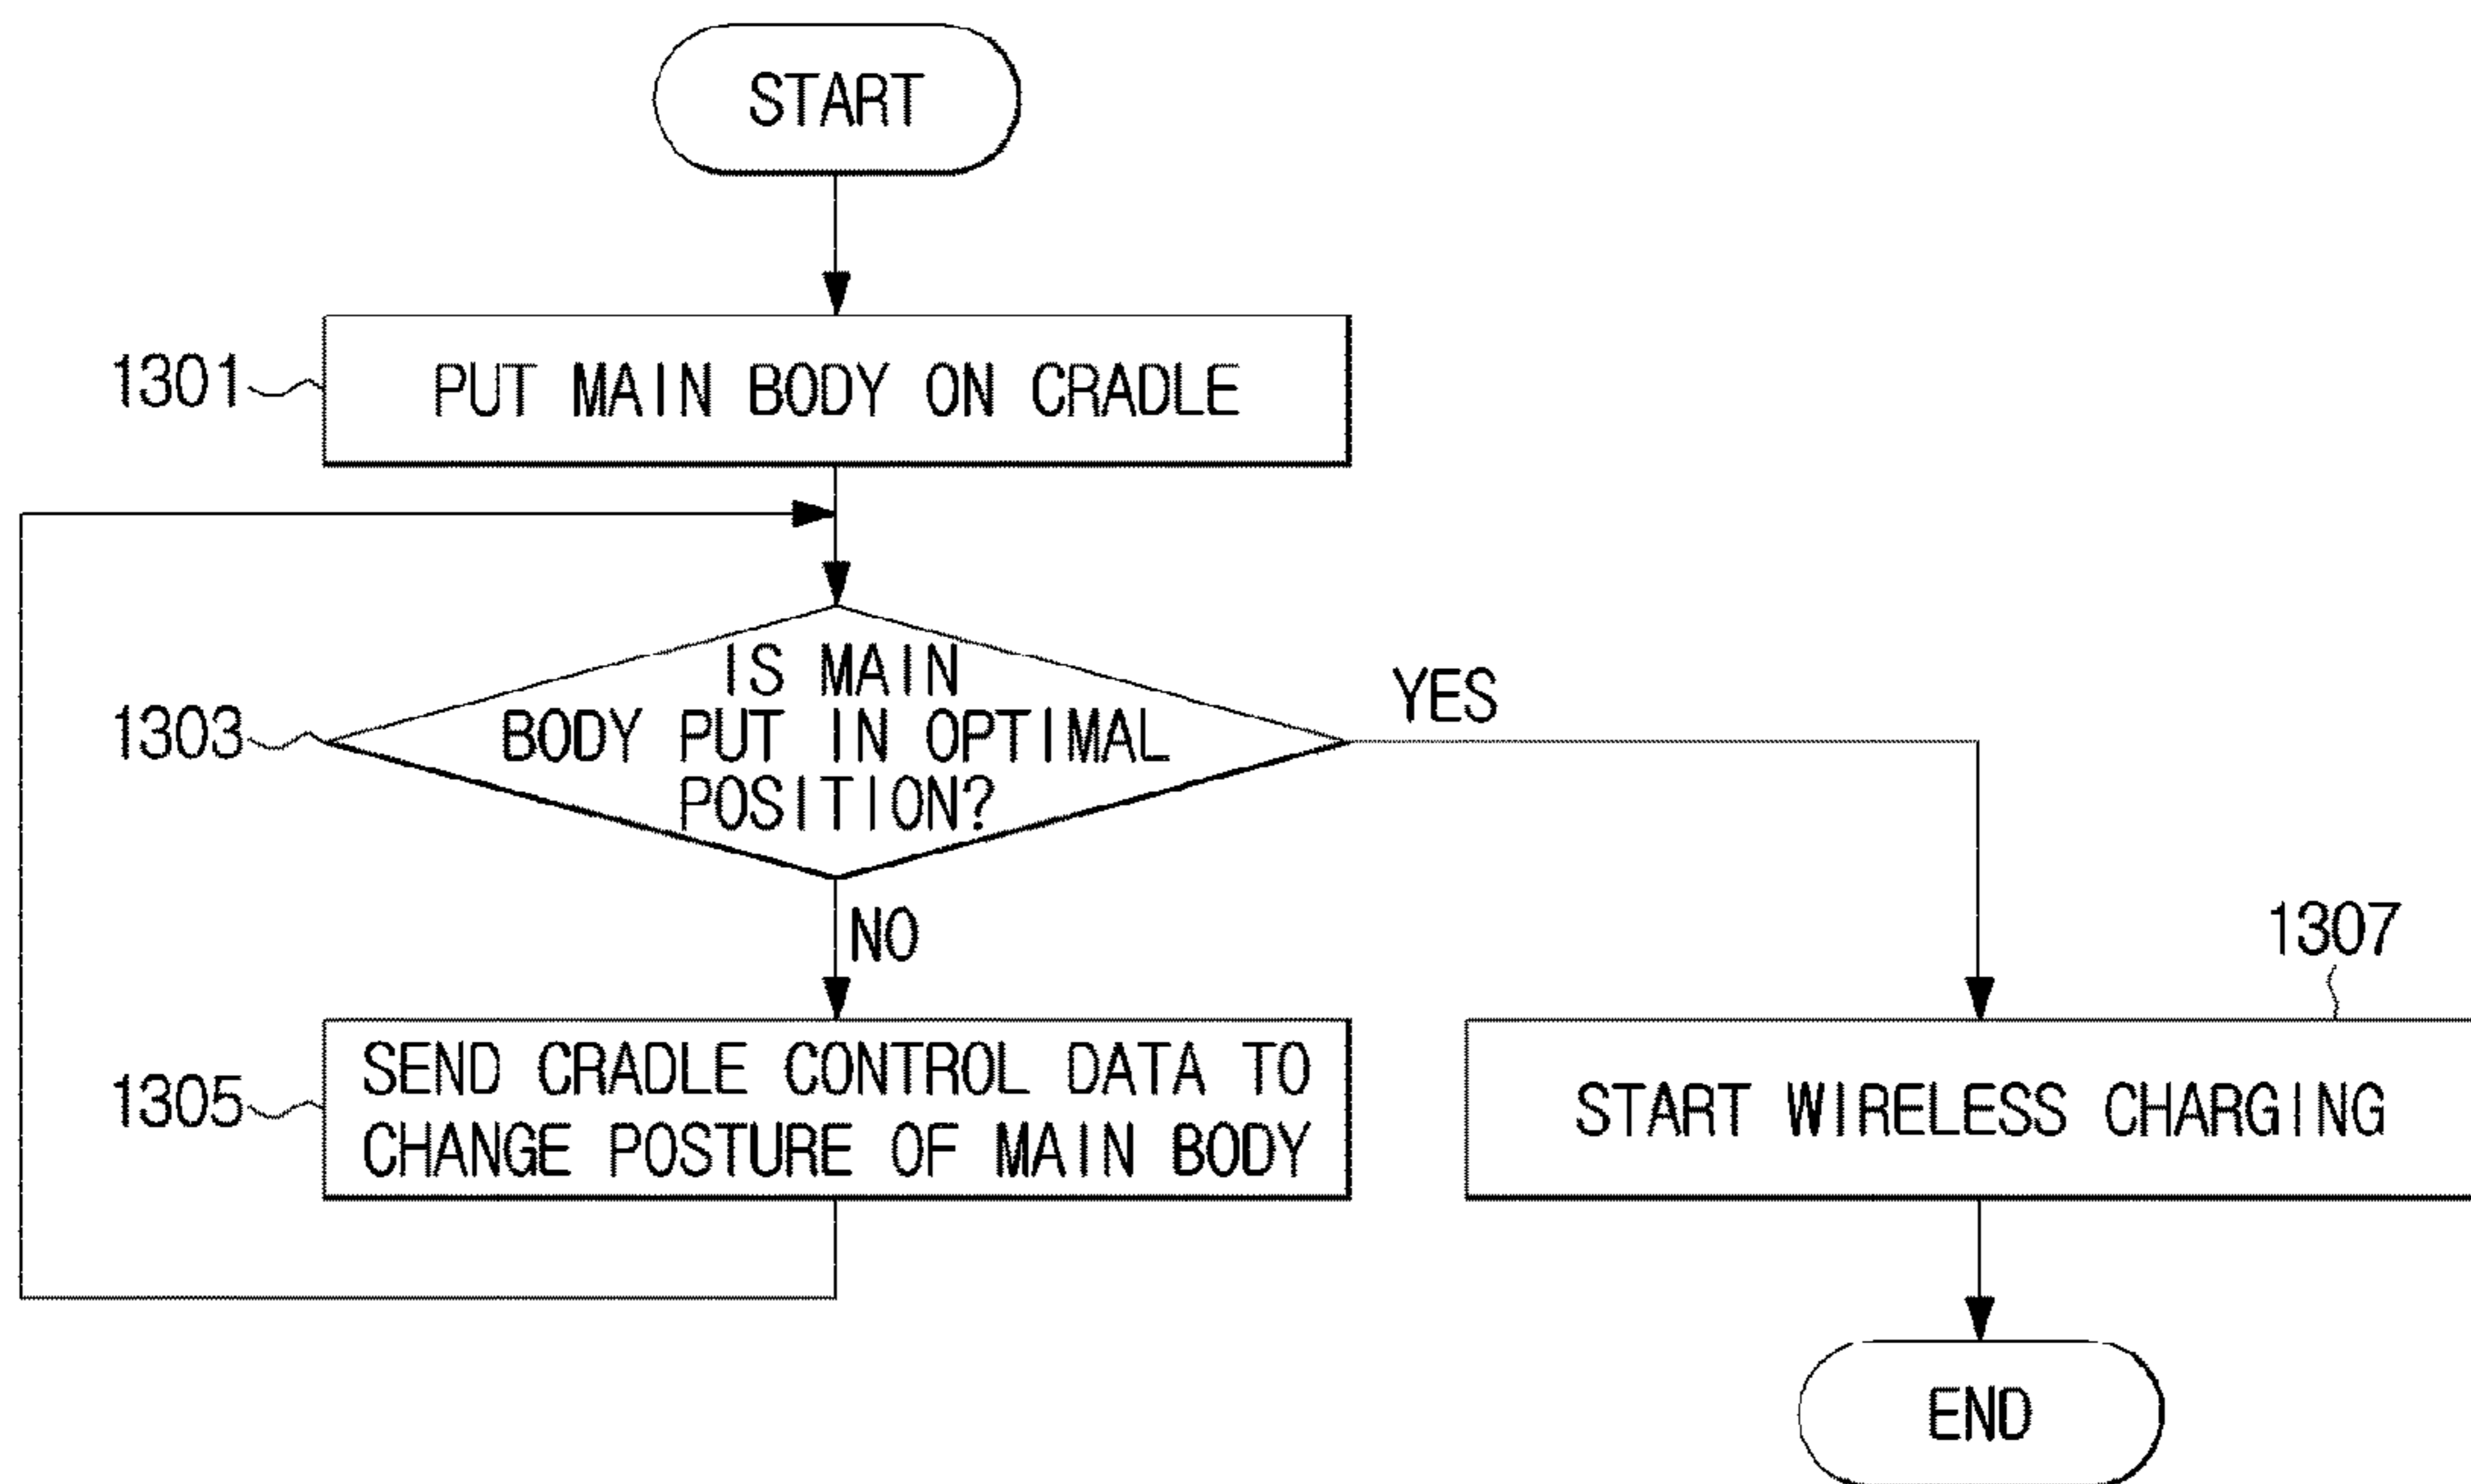 START
1301
PUT MAIN BODY ON CRADLE
IS MAIN
BODY PUT IN OPTIMAL
POSITION?
1303
YES
NO
1305
SEND CRADLE CONTROL DATA TO
CHANGE POSTURE OF MAIN BODY
1307
START WIRELESS CHARGING
END